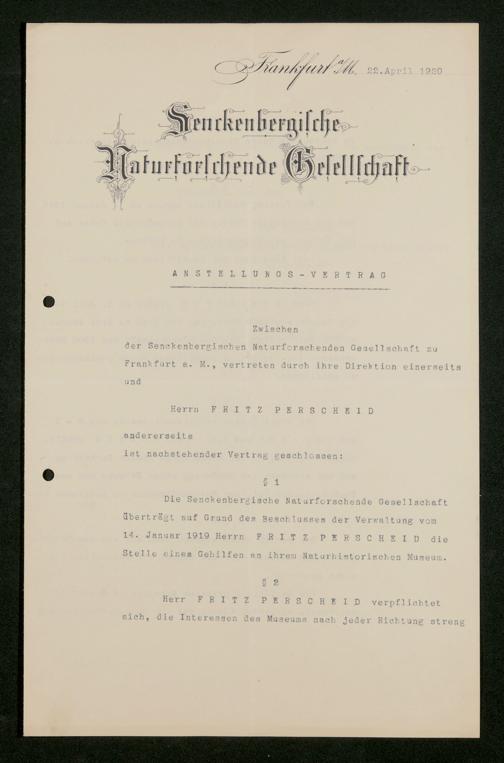 Frankfurt a/M, 22.April 1920
Senckenbergische
Naturforschende Gesellschaft
ANSTELLUNGS-VERTRAG
Zwischen
der Senckenbergischen Naturforschenden Gesellschaft zu
Frankfurt a. M., vertreten durch ihre Direktion einerseits
und
Herrn FRITZ PERSCHEID
andererseits
ist nachstehender Vertrag geschlossen:
§ 1
Die Senckenbergische Naturforschende Gesellschaft
überträgt auf Grund des Beschlusses der Verwaltung vom
14. Januar 1919 Herrn FRITZ PERSCHEID die
Stelle eines Gehilfen an ihrem Naturhistorischen Museum.
§ 2
Herr FRITZ PERSCHEID verpflichtet
sich, die Interessen des Museums nach jeder Richtung streng